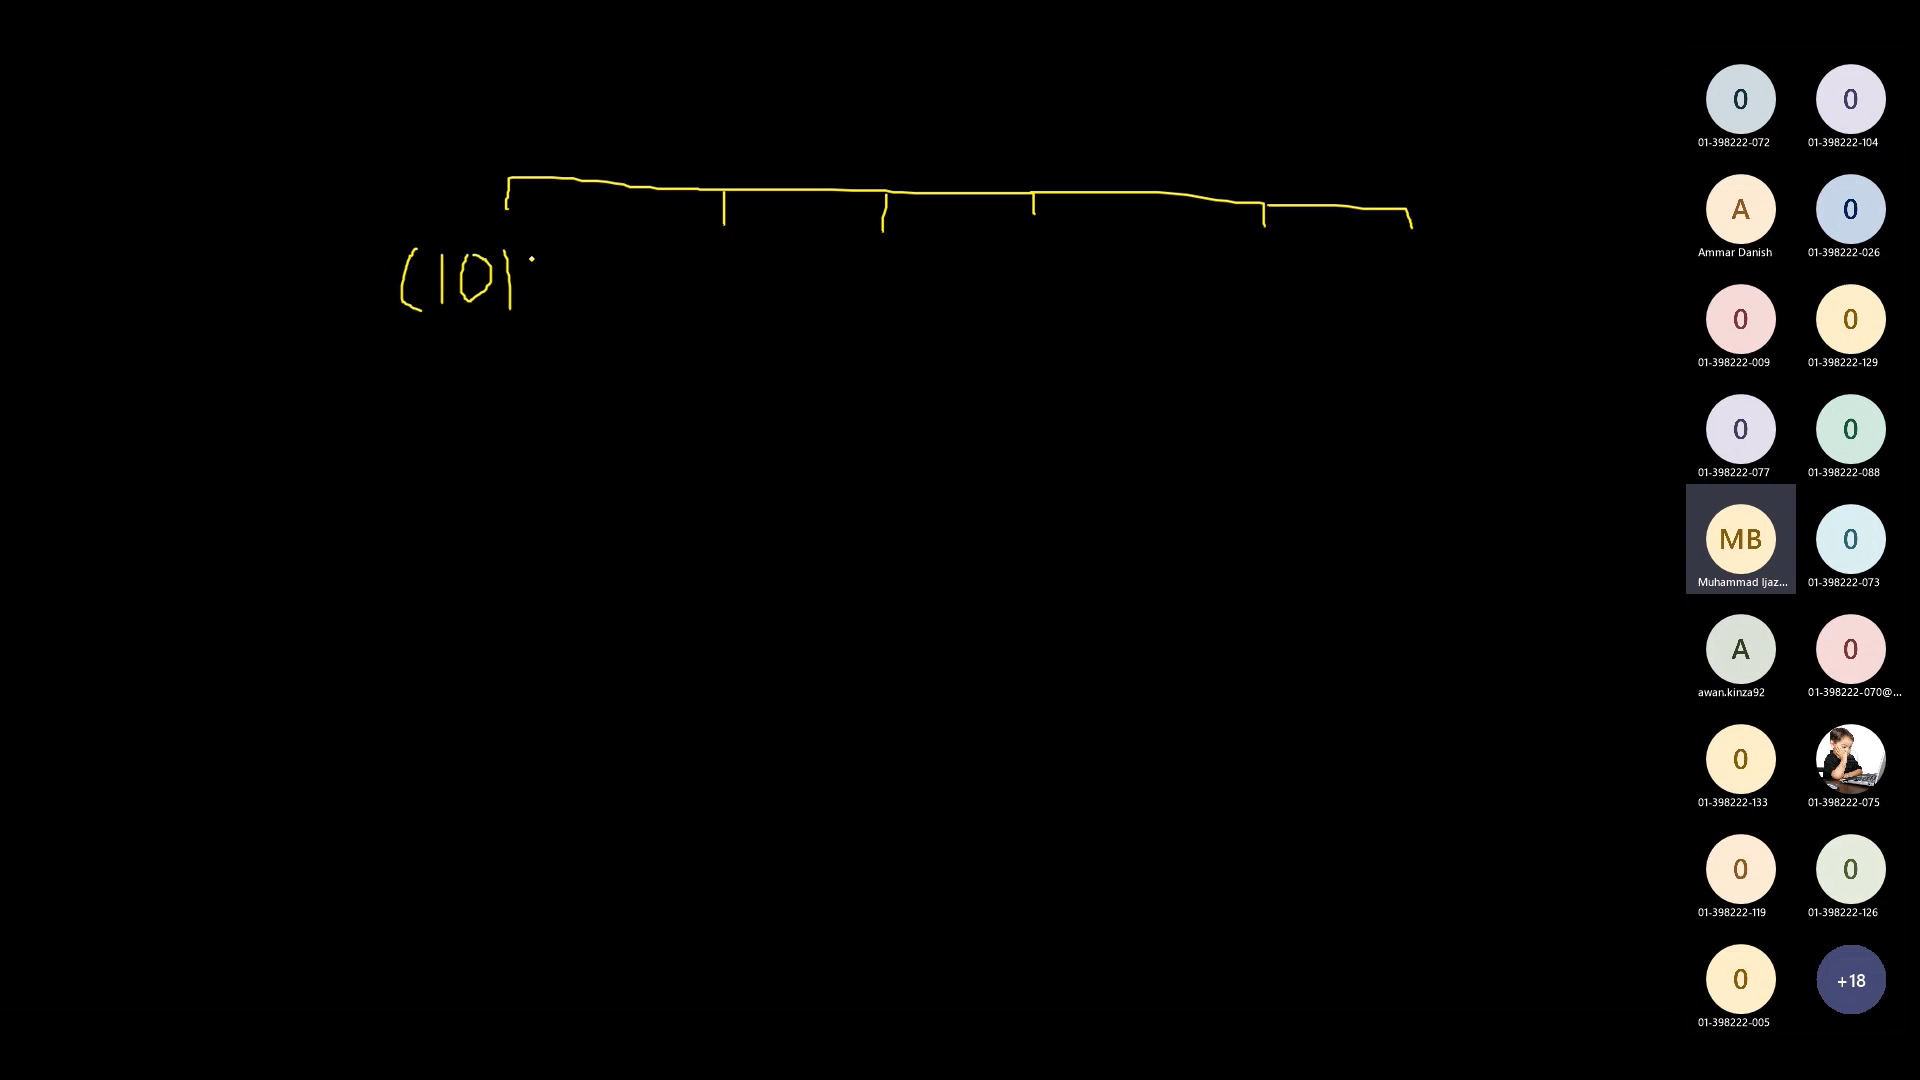 (10)
0 0
01-398222-072 01-398222-104
A 0
Ammar Danish 01-398222-026
0 0
01-398222-009 01-398222-129
0 0
01-398222-077 01-398222-088
MB 0
Muhammad Ijaz... 01-398222-073
A 0
awan.kinza92 01-398222-070@...
0
01-398222-133 01-398222-075
0 0
01-398222-119 01-398222-126
0 +18
01-398222-005